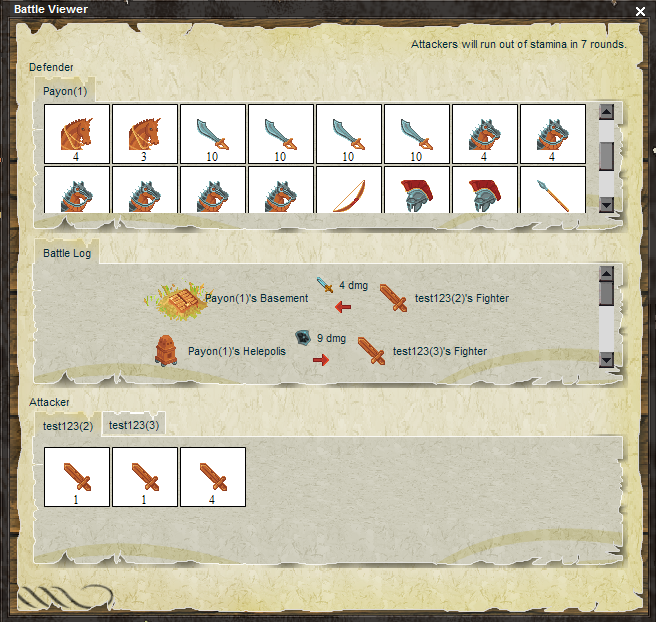 Battle Viewer
Attackers will run out of stamina in 7 rounds.
Defender
Payon(1)
4 3 10 10 10 10 4 4
Battle Log
Payon(1)'s Basement 4 dmg test123(2)'s Fighter
Payon(1)'s Helepolis 9 dmg test123(3)'s Fighter
Attacker
test123(2) test123(3)
1 1 4